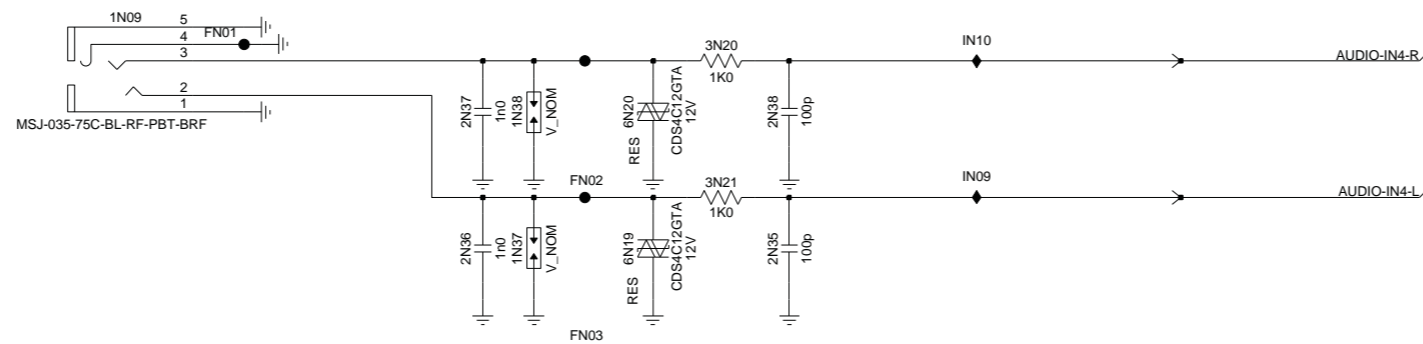 1N09
5
4
FN01
3
2
1
MSJ-035-75C-BL-RF-PBT-BRF
2N37
1n0
1N38
V_NOM
6N20
RES
CDS4C12GTA
12V
3N20
1K0
2N38
100p
IN10
AUDIO-IN4-R
FN02
2N36
1n0
1N37
V_NOM
6N19
RES
CDS4C12GTA
12V
3N21
1K0
2N35
100p
IN09
AUDIO-IN4-L
FN03